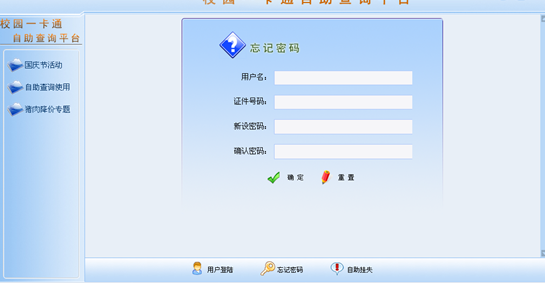 校园一卡通自助查询平台
校园一卡通
自助查询平台
国庆节活动
自助查询使用
猪肉降价专题
忘记密码
用户名：
证件号码：
新设密码：
确认密码：
确 定
重 置
用户登陆
忘记密码
自助挂失